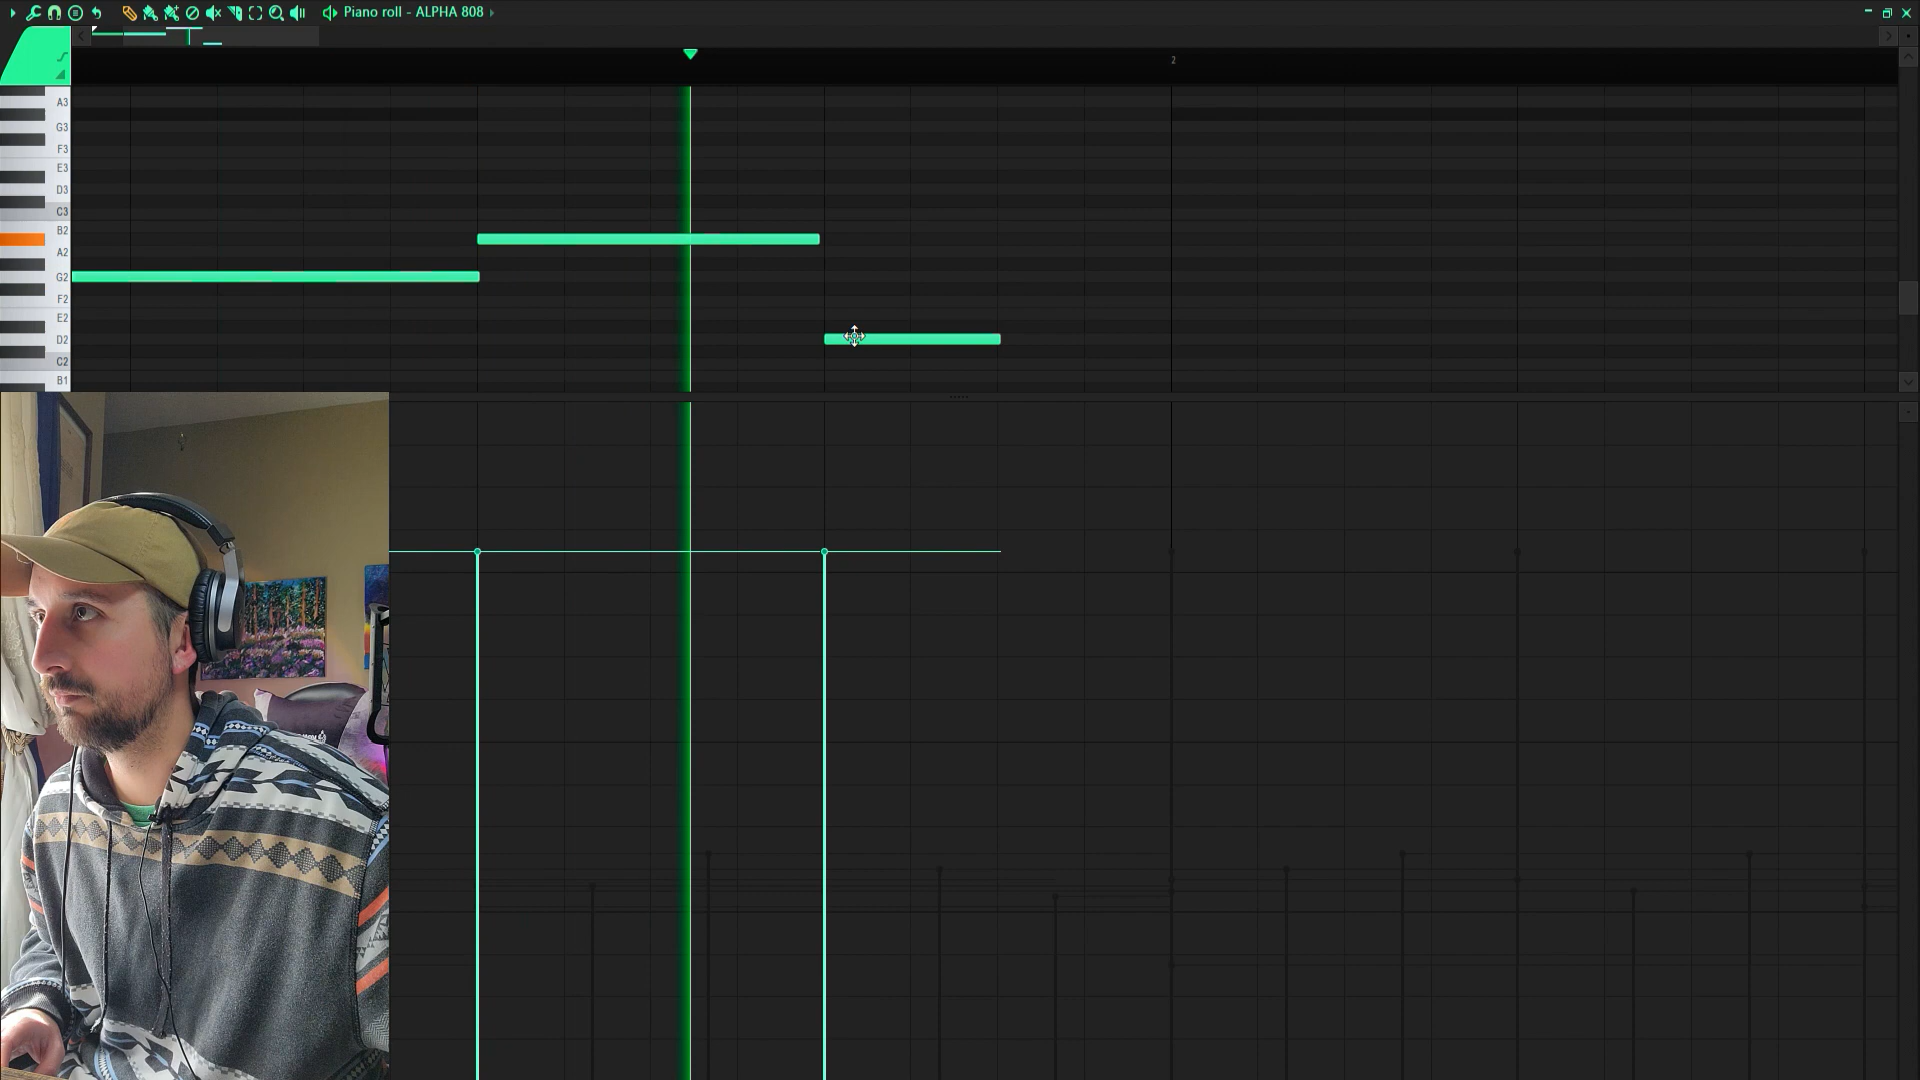 Piano roll - ALPHA 808
2
A3
G3
F3
E3
D3
C3
B2
A2
G2
F2
E2
D2
C2
B1